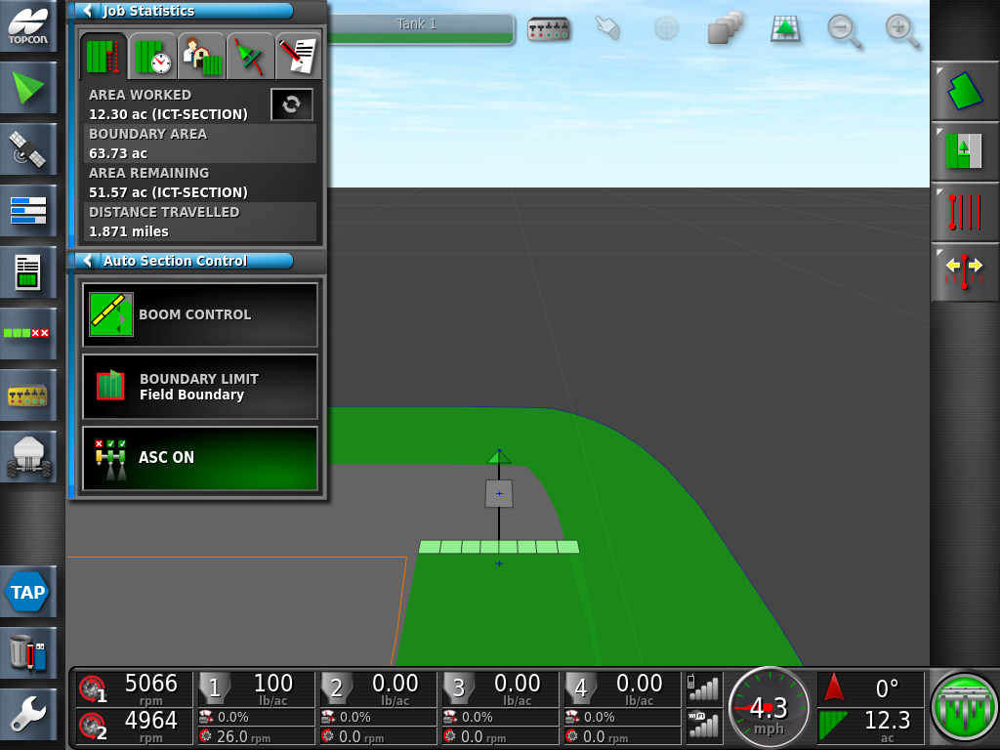 TOPCON
Job Statistics
Tank 1
AREA WORKED
12.30 ac (ICT-SECTION)
BOUNDARY AREA
63.73 ac
AREA REMAINING
51.57 ac (ICT-SECTION)
DISTANCE TRAVELLED
1.871 miles
Auto Section Control
BOOM CONTROL
BOUNDARY LIMIT
Field Boundary
ASC ON
TAP
1
5066
rpm
2
4964
rpm
1
100
lb/ac
0.0%
26.0 rpm
2
0.00
lb/ac
0.0%
0.0 rpm
3
0.00
lb/ac
0.0%
0.0 rpm
4
0.00
lb/ac
0.0%
0.0 rpm
WiFi
4.3
mph
0°
12.3
ac